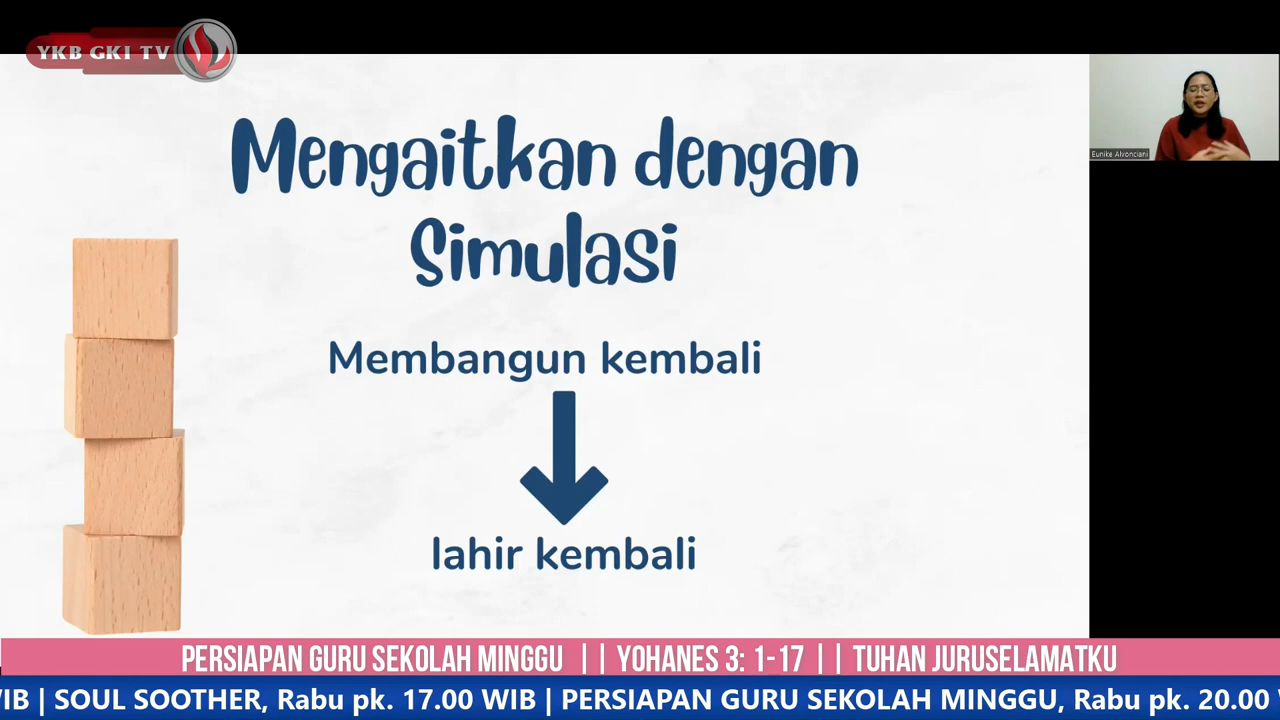 YKB GKI TV
Mengaitkan dengan
Simulasi
Membangun kembali
lahir kembali
Eunike Alvonciani
PERSIAPAN GURU SEKOLAH MINGGU || YOHANES 3: 1-17 || TUHAN JURUSELAMATKU
WIB | SOUL SOOTHER, Rabu pk. 17.00 WIB | PERSIAPAN GURU SEKOLAH MINGGU, Rabu pk. 20.00